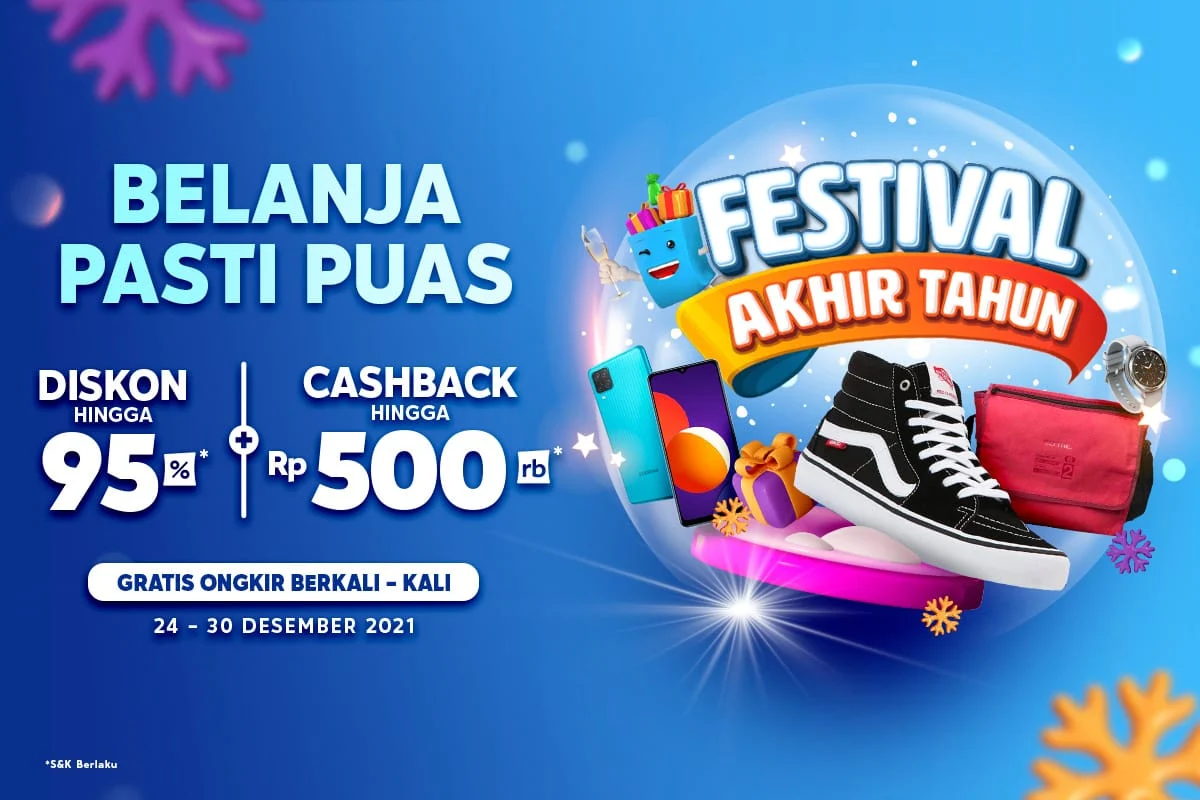 BELANJA
PASTI PUAS
DISKON
HINGGA
95%*
+
CASHBACK
HINGGA
Rp 500 rb*
GRATIS ONGKIR BERKALI - KALI
24 - 30 DESEMBER 2021
*S&K Berlaku
FESTIVAL
AKHIR TAHUN
SAMSUNG